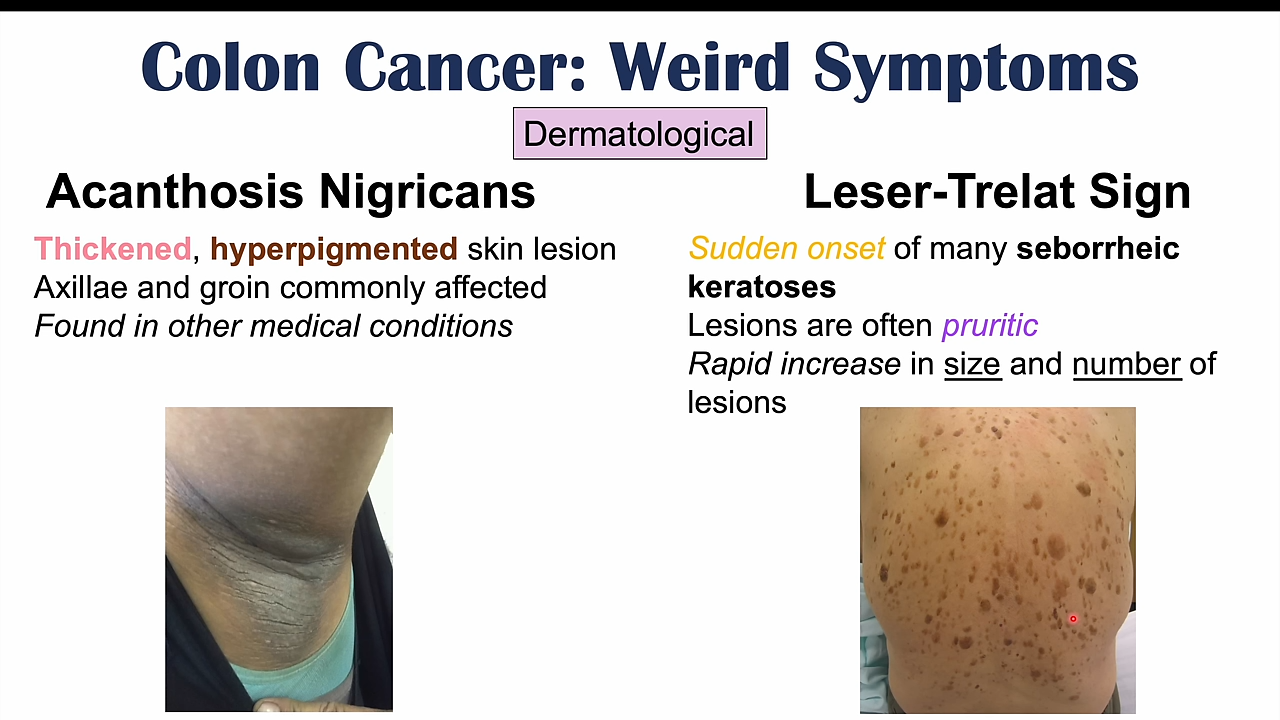 Colon Cancer: Weird Symptoms
Dermatological
Acanthosis Nigricans
Thickened, hyperpigmented skin lesion
Axillae and groin commonly affected
Found in other medical conditions
Leser-Trelat Sign
Sudden onset of many seborrheic
keratoses
Lesions are often pruritic
Rapid increase in size and number of
lesions